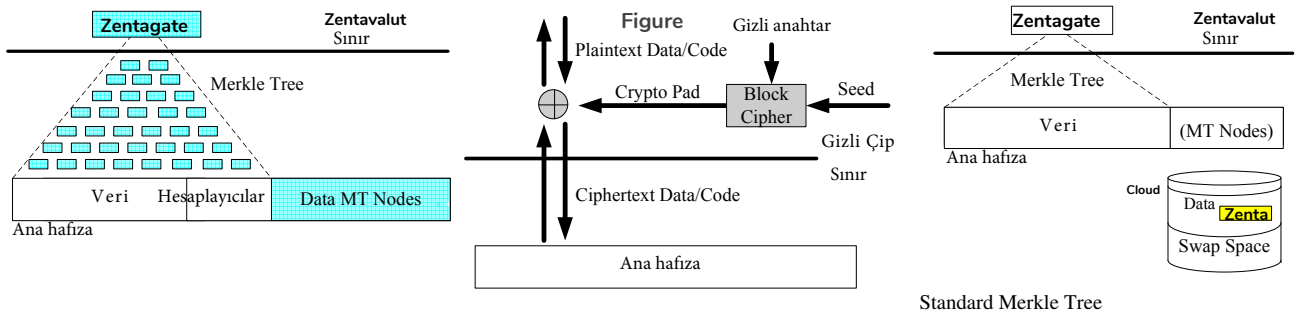 Zentagate
Zentavalut
Sınır
Merkle Tree
Veri
Hesaplayıcılar
Data MT Nodes
Ana hafıza
Figure
Gizli anahtar
Plaintext Data/Code
Crypto Pad
Block
Cipher
Seed
Gizli Çip
Sınır
Ciphertext Data/Code
Ana hafıza
Zentagate
Zentavalut
Sınır
Merkle Tree
Veri
(MT Nodes)
Ana hafıza
Cloud
Data
Zenta
Swap Space
Standard Merkle Tree